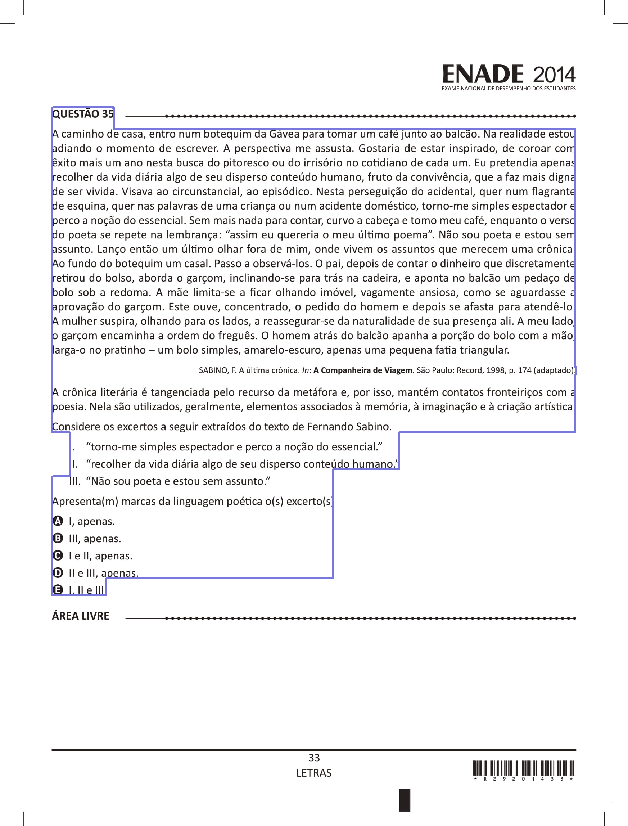 ENADE 2014
EXAME NACIONAL DE DESEMPENHO DOS ESTUDANTES
QUESTÃO 35
A caminho de casa, entro num botequim da Gávea para tomar um café junto ao balcão. Na realidade estou
adiando o momento de escrever. A perspectiva me assusta. Gostaria de estar inspirado, de coroar com
êxito mais um ano nesta busca do pitoresco ou do irrisório no cotidiano de cada um. Eu pretendia apenas
recolher da vida diária algo de seu disperso conteúdo humano, fruto da convivência, que a faz mais digna
de ser vivida. Visava ao circunstancial, ao episódico. Nesta perseguição do acidental, quer num flagrante
de esquina, quer nas palavras de uma criança ou num acidente doméstico, torno-me simples espectador e
perco a noção do essencial. Sem mais nada para contar, curvo a cabeça e tomo meu café, enquanto o verso
do poeta se repete na lembrança: “assim eu quereria o meu último poema”. Não sou poeta e estou sem
assunto. Lanço então um último olhar fora de mim, onde vivem os assuntos que merecem uma crônica.
Ao fundo do botequim um casal. Passo a observá-los. O pai, depois de contar o dinheiro que discretamente
retirou do bolso, aborda o garçom, inclinando-se para trás na cadeira, e aponta no balcão um pedaço de
bolo sob a redoma. A mãe limita-se a ficar olhando imóvel, vagamente ansiosa, como se aguardasse a
aprovação do garçom. Este ouve, concentrado, o pedido do homem e depois se afasta para atendê-lo.
A mulher suspira, olhando para os lados, a reassegurar-se da naturalidade de sua presença ali. A meu lado,
o garçom encaminha a ordem do freguês. O homem atrás do balcão apanha a porção do bolo com a mão,
larga-o no pratinho – um bolo simples, amarelo-escuro, apenas uma pequena fatia triangular.
SABINO, F. A última crônica. In: A Companheira de Viagem. São Paulo: Record, 1998, p. 174 (adaptado).
A crônica literária é tangenciada pelo recurso da metáfora e, por isso, mantém contatos fronteiriços com a
poesia. Nela são utilizados, geralmente, elementos associados à memória, à imaginação e à criação artística.
Considere os excertos a seguir extraídos do texto de Fernando Sabino.
I. “torno-me simples espectador e perco a noção do essencial.”
II. “recolher da vida diária algo de seu disperso conteúdo humano.”
III. “Não sou poeta e estou sem assunto.”
Apresenta(m) marcas da linguagem poética o(s) excerto(s)
A I, apenas.
B III, apenas.
C I e II, apenas.
D II e III, apenas.
E I, II e III.
ÁREA LIVRE
33
LETRAS
*R29201433*